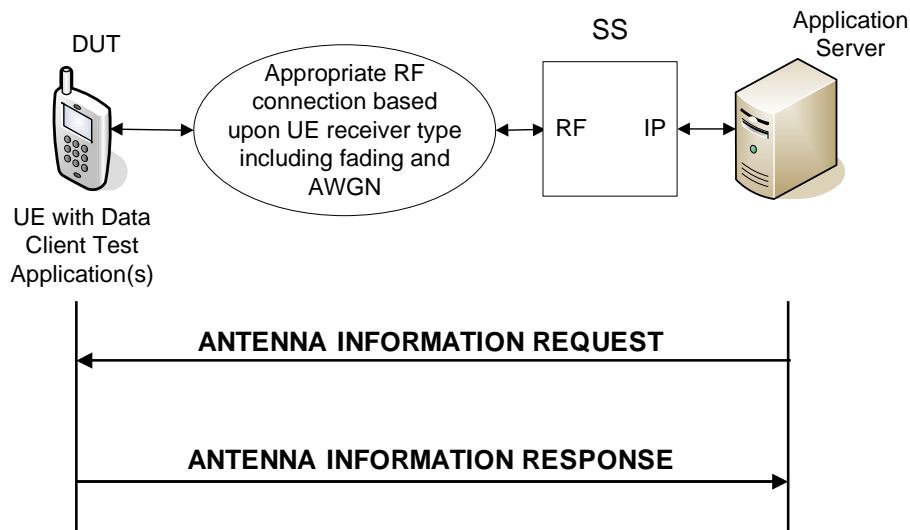 DUT
SS
Application
Server
Appropriate RF
connection based
upon UE receiver type
including fading and
AWGN
RF
IP
UE with Data
Client Test
Application(s)
ANTENNA INFORMATION REQUEST
ANTENNA INFORMATION RESPONSE